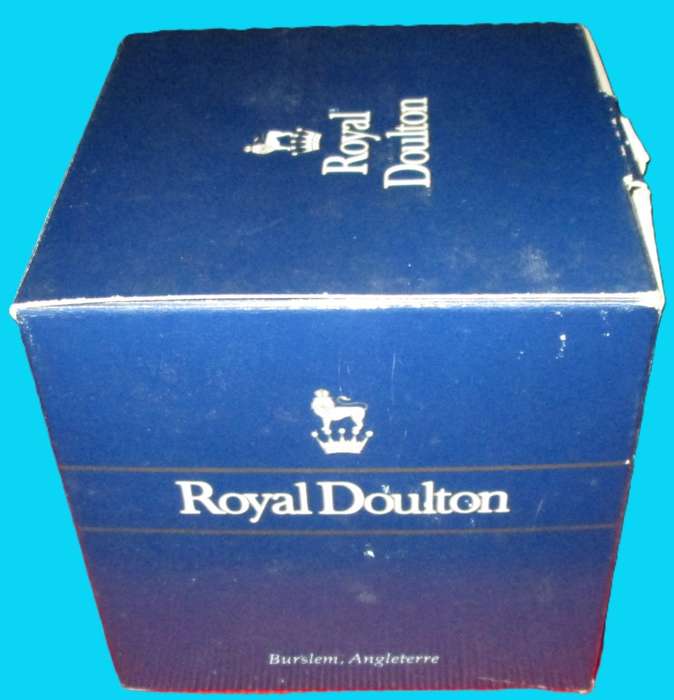 Royal
Doulton
Royal Doulton
Burslem, Angleterre